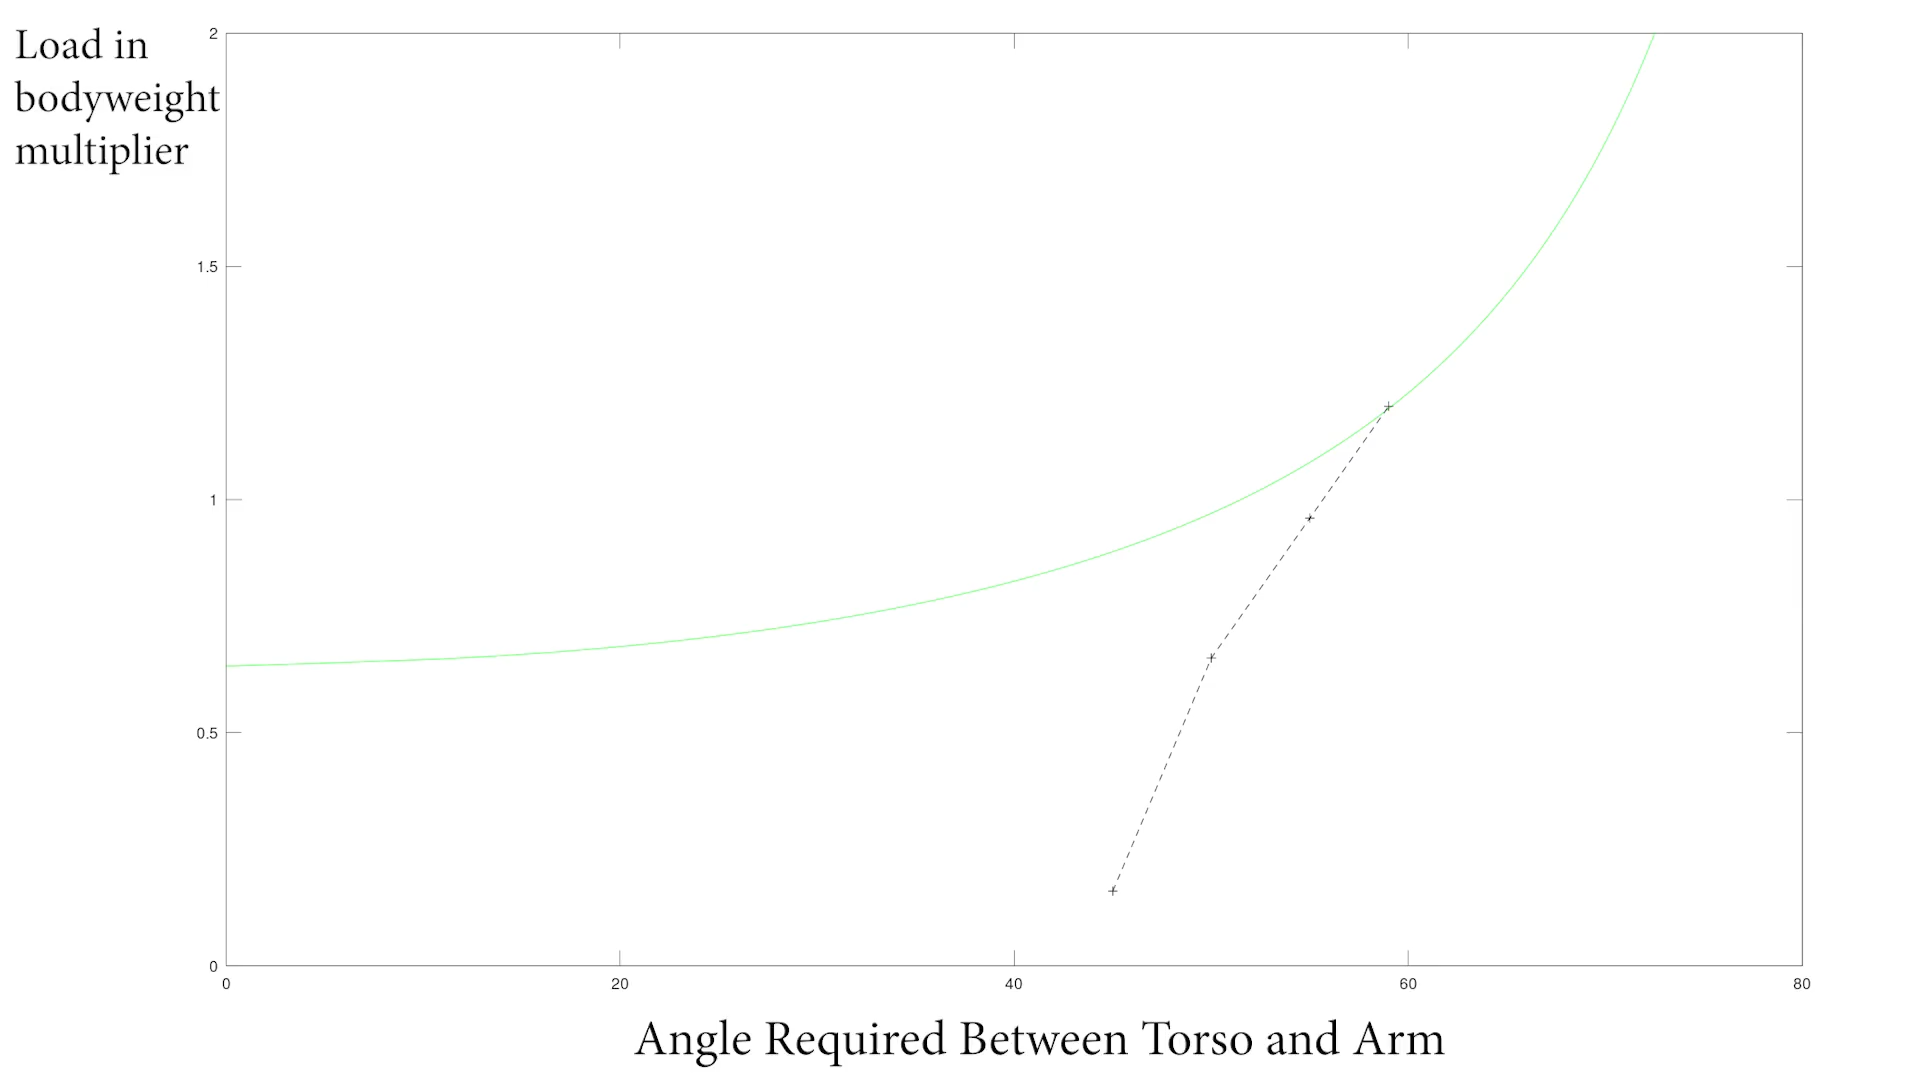 Load in
bodyweight
multiplier
2
1.5
1
0.5
0
0 20 40 60 80
Angle Required Between Torso and Arm